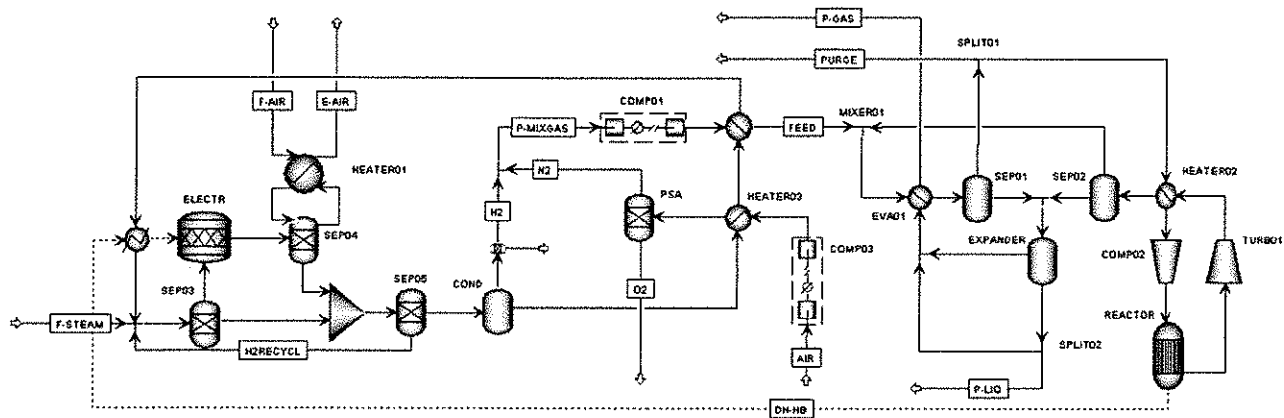 P-GAS
SPLIT01
PURGE
F-AIR
E-AIR
COMP01
MIXER01
P-MIXGAS
FEED
HEATER01
N2
HEATER02
SEP01
SEP02
ELECTR
PSA
HEATER03
H2
EVA01
SEP04
EXPANDER
TURB01
COMP03
COMP02
SEP03
SEP05
COND
O2
REACTOR
F-STEAM
H2RECYCL
AIR
SPLIT02
P-LIQ
DH-HB